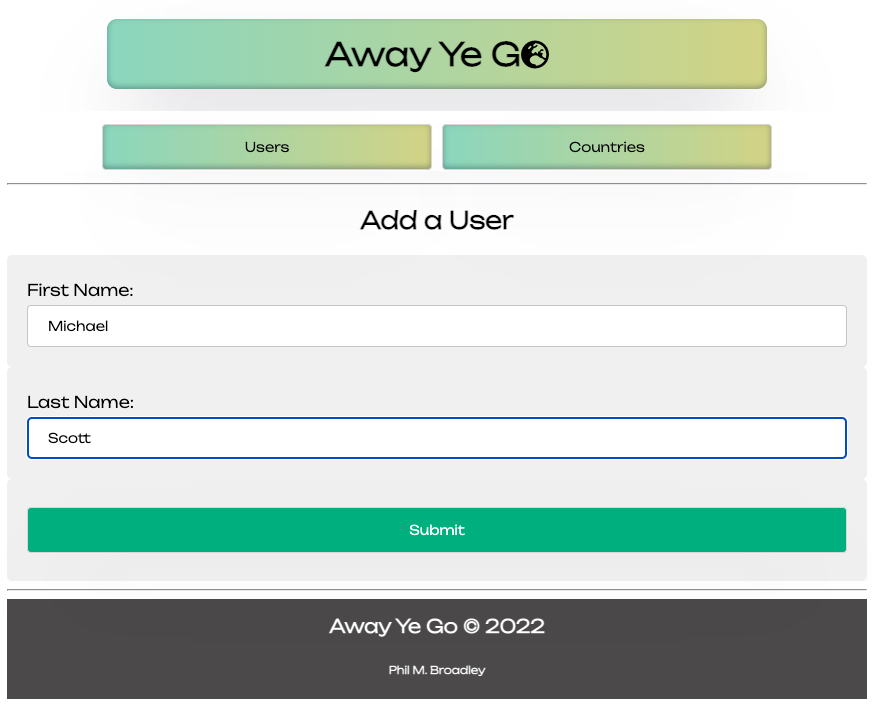 Away Ye Go
Users
Countries
Add a User
First Name:
Michael
Last Name:
Scott
Submit
Away Ye Go © 2022
Phil M. Broadley